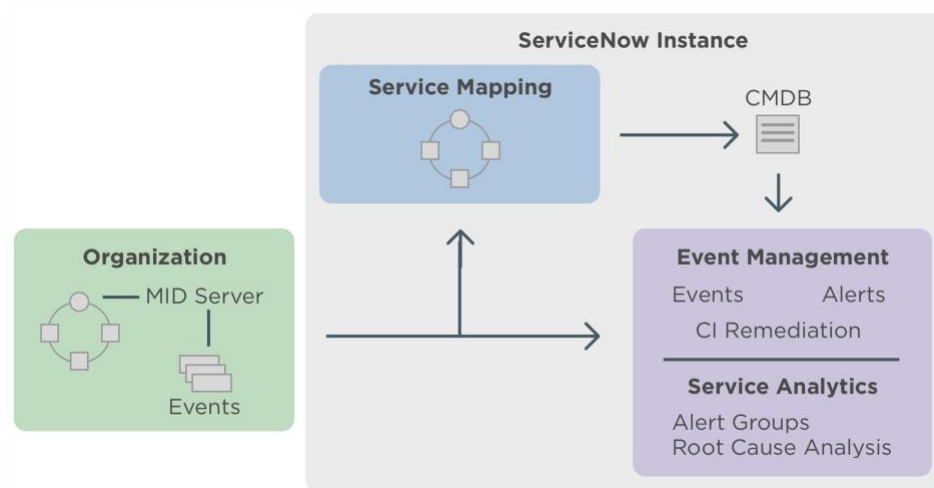 ServiceNow Instance
Service Mapping
CMDB
Organization
MID Server
Events
Event Management
Events Alerts
CI Remediation
Service Analytics
Alert Groups
Root Cause Analysis